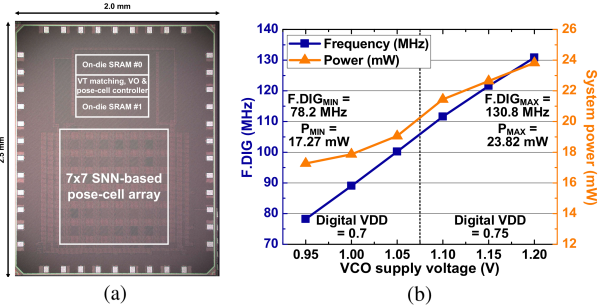 2.0 mm
2.5 mm
On-die SRAM #0
VT matching, VO &
pose-cell controller
On-die SRAM #1
7x7 SNN-based
pose-cell array
(a)
140
130
120
110
100
90
80
70
F.DIG (MHz)
Frequency (MHz)
Power (mW)
F.DIGMIN =
78.2 MHz
PMIN =
17.27 mW
F.DIGMAX =
130.8 MHz
PMAX =
23.82 mW
Digital VDD
= 0.7
Digital VDD
= 0.75
26
24
22
20
18
16
14
12
System power (mW)
0.95 1.00 1.05 1.10 1.15 1.20
VCO supply voltage (V)
(b)